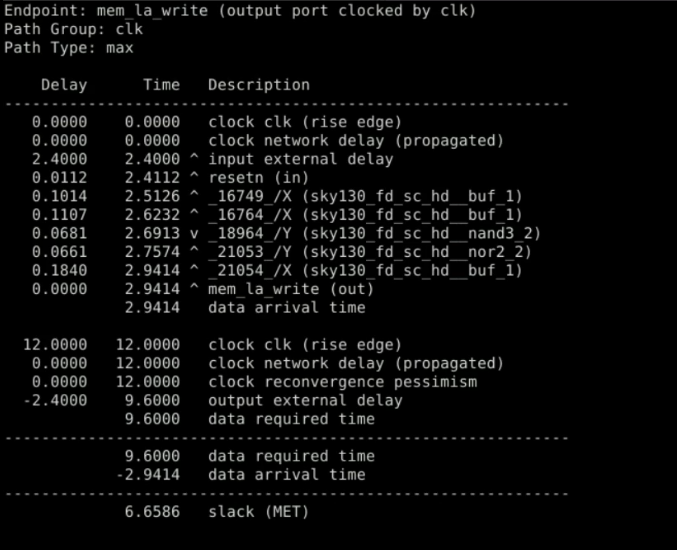 Endpoint: mem_la_write (output port clocked by clk)
Path Group: clk
Path Type: max
Delay Time Description
-----------------------------------------------------------------
0.0000 0.0000 clock clk (rise edge)
0.0000 0.0000 clock network delay (propagated)
2.4000 2.4000 ^ input external delay
0.0112 2.4112 ^ resetn (in)
0.1014 2.5126 ^ _16749_/X (sky130_fd_sc_hd__buf_1)
0.1107 2.6232 ^ _16764_/X (sky130_fd_sc_hd__buf_1)
0.0681 2.6913 v _18964_/Y (sky130_fd_sc_hd__nand3_2)
0.0661 2.7574 ^ _21053_/Y (sky130_fd_sc_hd__nor2_2)
0.1840 2.9414 ^ _21054_/X (sky130_fd_sc_hd__buf_1)
0.0000 2.9414 ^ mem_la_write (out)
2.9414 data arrival time
12.0000 12.0000 clock clk (rise edge)
0.0000 12.0000 clock network delay (propagated)
0.0000 12.0000 clock reconvergence pessimism
-2.4000 9.6000 output external delay
9.6000 data required time
-----------------------------------------------------------------
9.6000 data required time
-2.9414 data arrival time
-----------------------------------------------------------------
6.6586 slack (MET)